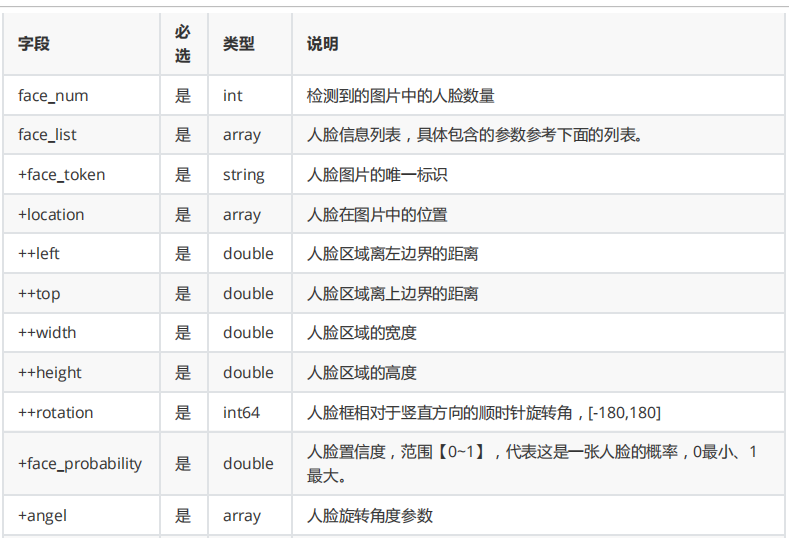 字段 必选 类型 说明
face_num 是 int 检测到的图片中的人脸数量
face_list 是 array 人脸信息列表，具体包含的参数参考下面的列表。
+face_token 是 string 人脸图片的唯一标识
+location 是 array 人脸在图片中的位置
++left 是 double 人脸区域离左边界的距离
++top 是 double 人脸区域离上边界的距离
++width 是 double 人脸区域的宽度
++height 是 double 人脸区域的高度
++rotation 是 int64 人脸框相对于竖直方向的顺时针旋转角，[-180,180]
+face_probability 是 double 人脸置信度，范围【0~1】，代表这是一张人脸的概率，0最小、1
最大。
+angel 是 array 人脸旋转角度参数